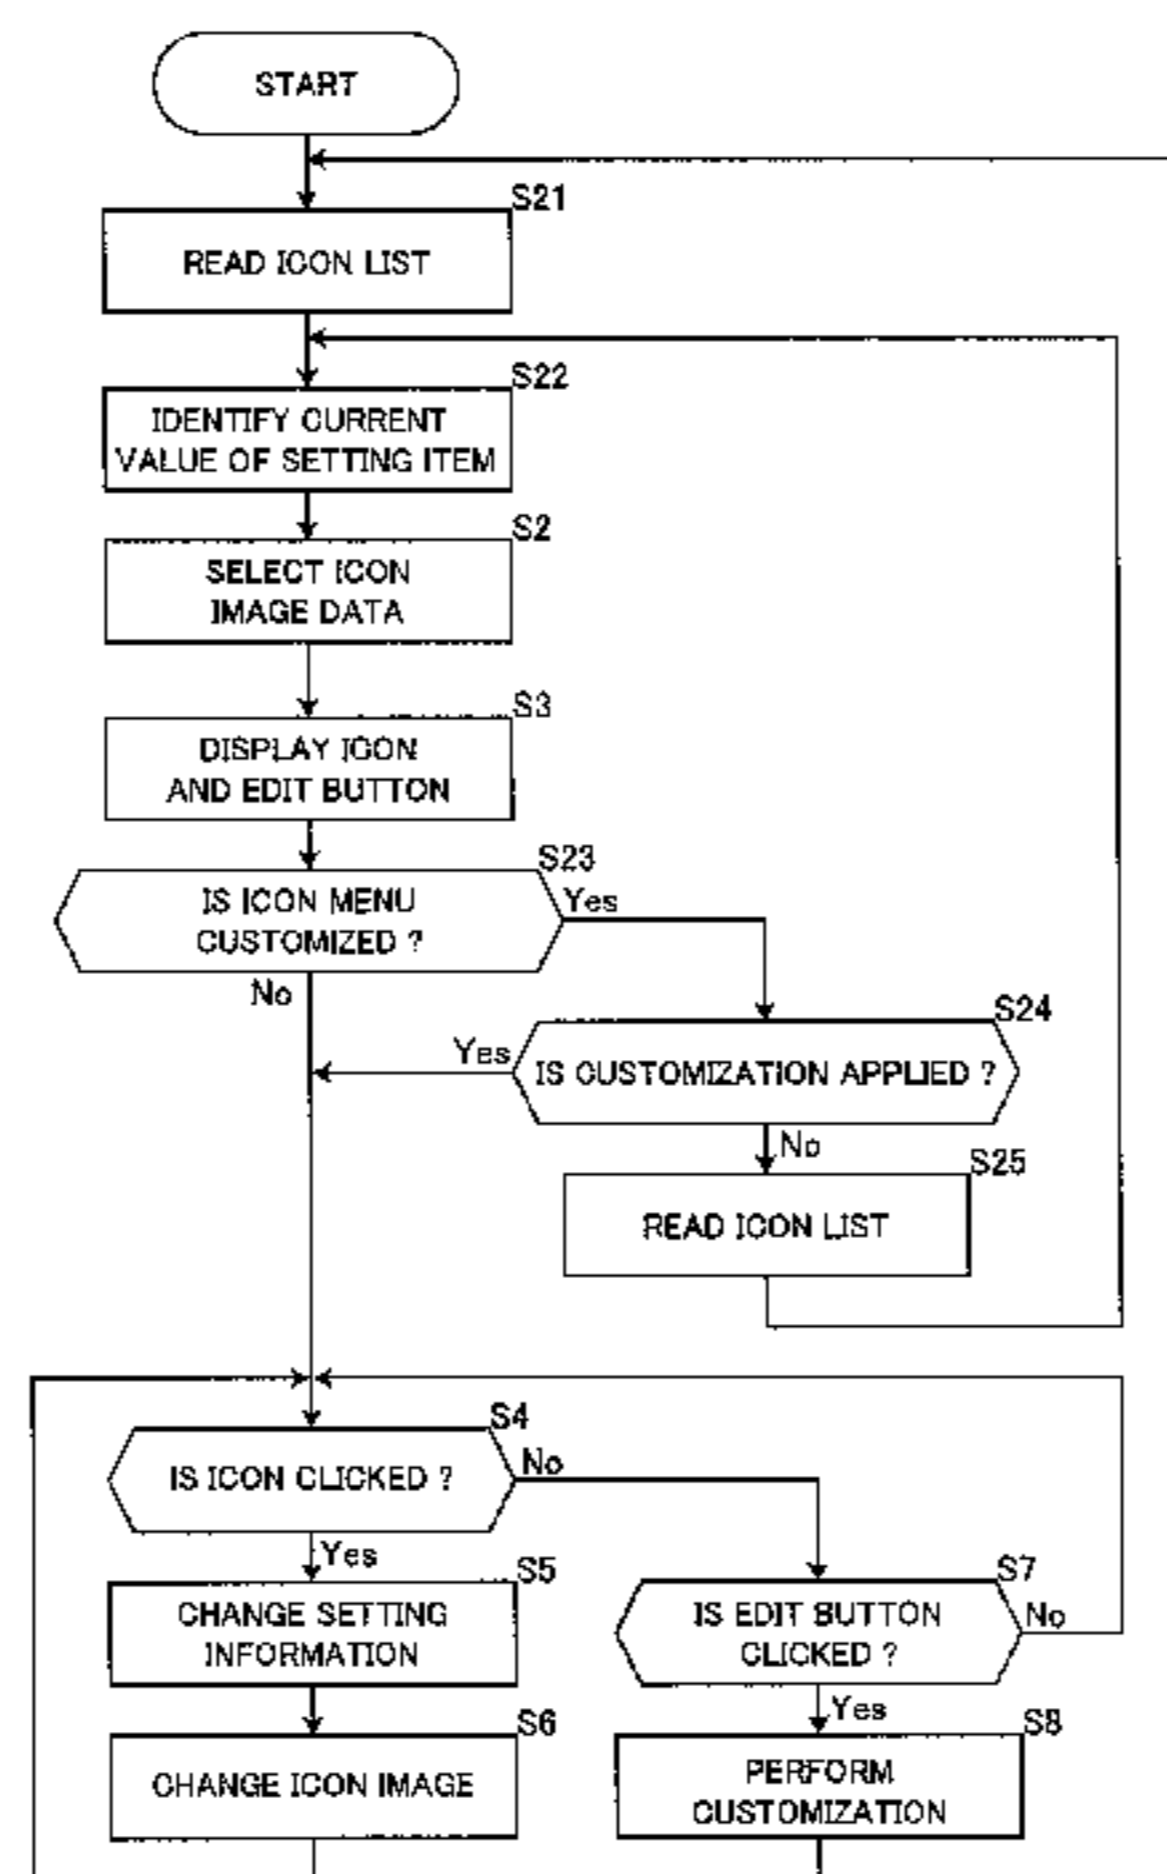 START
S21
READ ICON LIST
S22
IDENTIFY CURRENT
VALUE OF SETTING ITEM
S2
SELECT ICON
IMAGE DATA
S3
DISPLAY ICON
AND EDIT BUTTON
S23
IS ICON MENU
CUSTOMIZED ?
Yes
No
S24
Yes
IS CUSTOMIZATION APPLIED ?
No
S25
READ ICON LIST
S4
IS ICON CLICKED ?
No
Yes
S5
CHANGE SETTING
INFORMATION
S7
IS EDIT BUTTON
CLICKED ?
No
Yes
S6
CHANGE ICON IMAGE
S8
PERFORM
CUSTOMIZATION